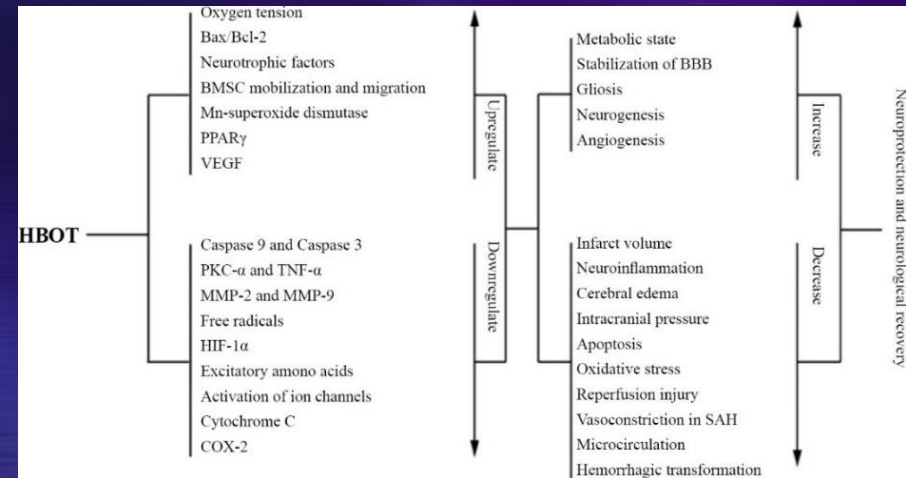 HBOT
Oxygen tension
Bax/Bcl-2
Neurotrophic factors
BMSC mobilization and migration
Mn-superoxide dismutase
PPARγ
VEGF
Upregulate
Caspase 9 and Caspase 3
PKC-α and TNF-α
MMP-2 and MMP-9
Free radicals
HIF-1α
Excitatory amono acids
Activation of ion channels
Cytochrome C
COX-2
Downregulate
Metabolic state
Stabilization of BBB
Gliosis
Neurogenesis
Angiogenesis
Increase
Infarct volume
Neuroinflammation
Cerebral edema
Intracranial pressure
Apoptosis
Oxidative stress
Reperfusion injury
Vasoconstriction in SAH
Microcirculation
Hemorrhagic transformation
Decrease
Neuroprotection and neurological recovery